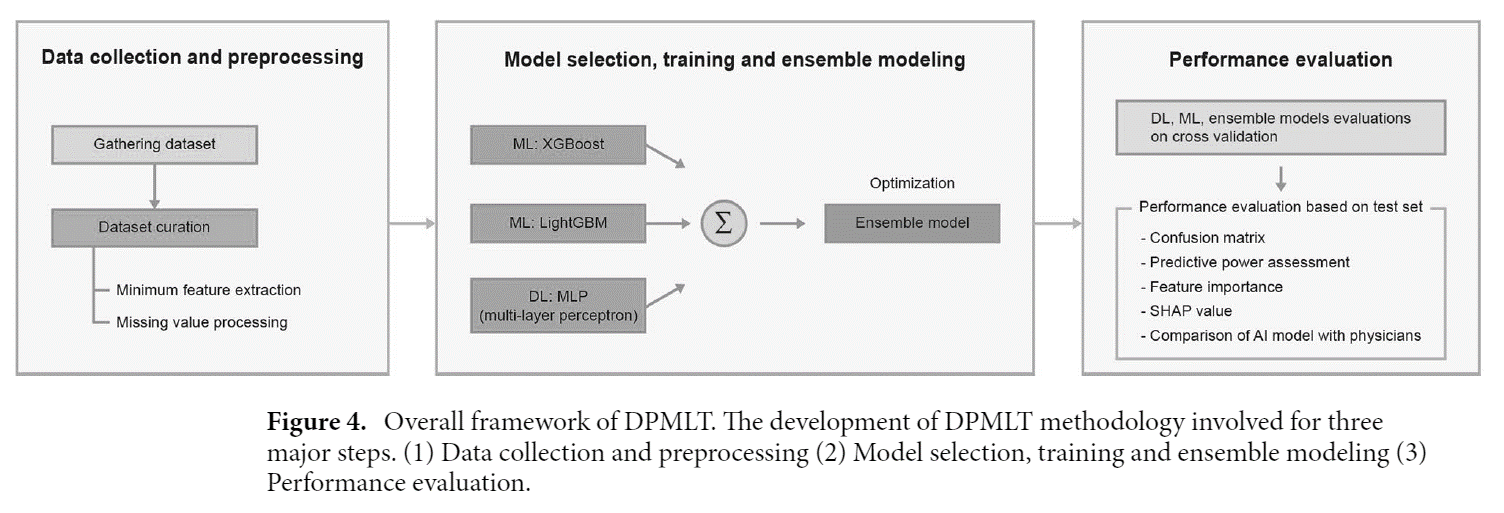 Data collection and preprocessing
Gathering dataset
Dataset curation
Minimum feature extraction
Missing value processing
Model selection, training and ensemble modeling
ML: XGBoost
ML: LightGBM
DL: MLP
(multi-layer perceptron)
Σ
Optimization
Ensemble model
Performance evaluation
DL, ML, ensemble models evaluations
on cross validation
Performance evaluation based on test set
- Confusion matrix
- Predictive power assessment
- Feature importance
- SHAP value
- Comparison of AI model with physicians
Figure 4. Overall framework of DPMLT. The development of DPMLT methodology involved for three
major steps. (1) Data collection and preprocessing (2) Model selection, training and ensemble modeling (3)
Performance evaluation.